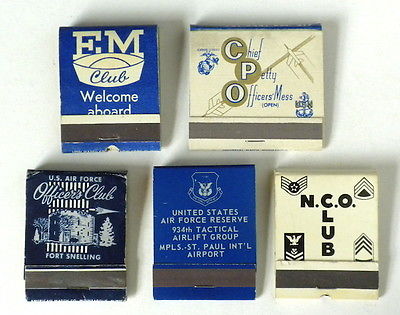 EM
Club
Welcome
aboard
Chief
Petty
Officers' Mess
(OPEN)
U.S. AIR FORCE
Officers' Club
FORT SNELLING
UNITED STATES
AIR FORCE RESERVE
934th TACTICAL
AIRLIFT GROUP
MPLS.-ST. PAUL INT'L
AIRPORT
N.C.O.
CLUB